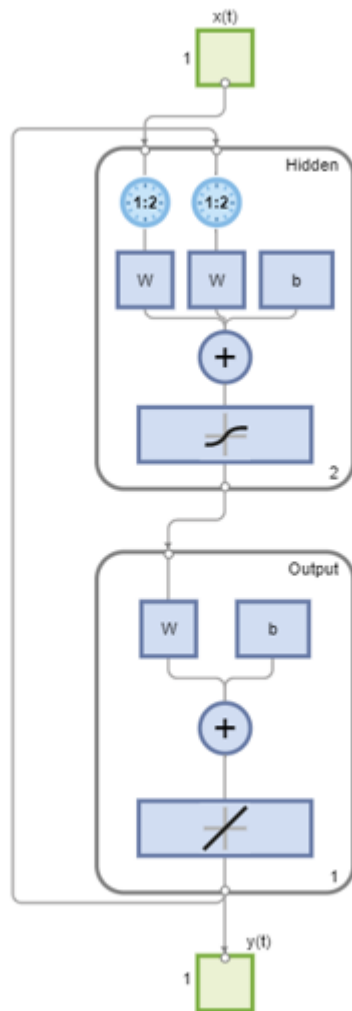 x(t)
1
Hidden
1:2 1:2
W W b
+
2
Output
W b
+
1
y(t)
1